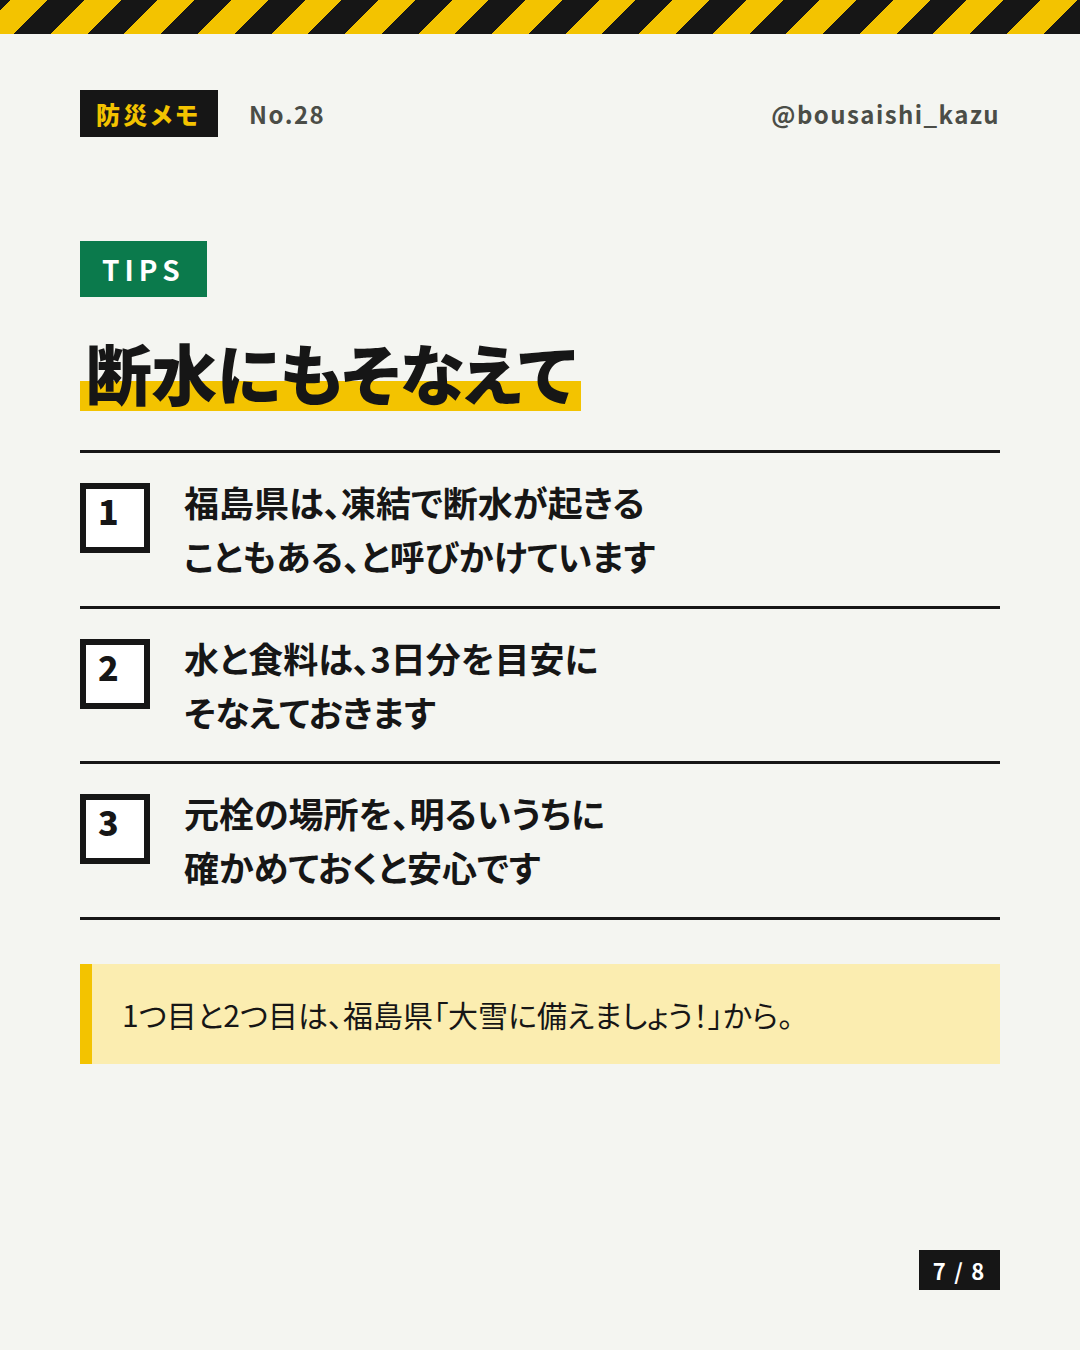 防災メモ No.28 @bousaishi_kazu
TIPS
断水にもそなえて
1 福島県は、凍結で断水が起きる
こともある、と呼びかけています
2 水と食料は、3日分を目安に
そなえておきます
3 元栓の場所を、明るいうちに
確かめておくと安心です
1つ目と2つ目は、福島県「大雪に備えましょう!」から。
7 / 8